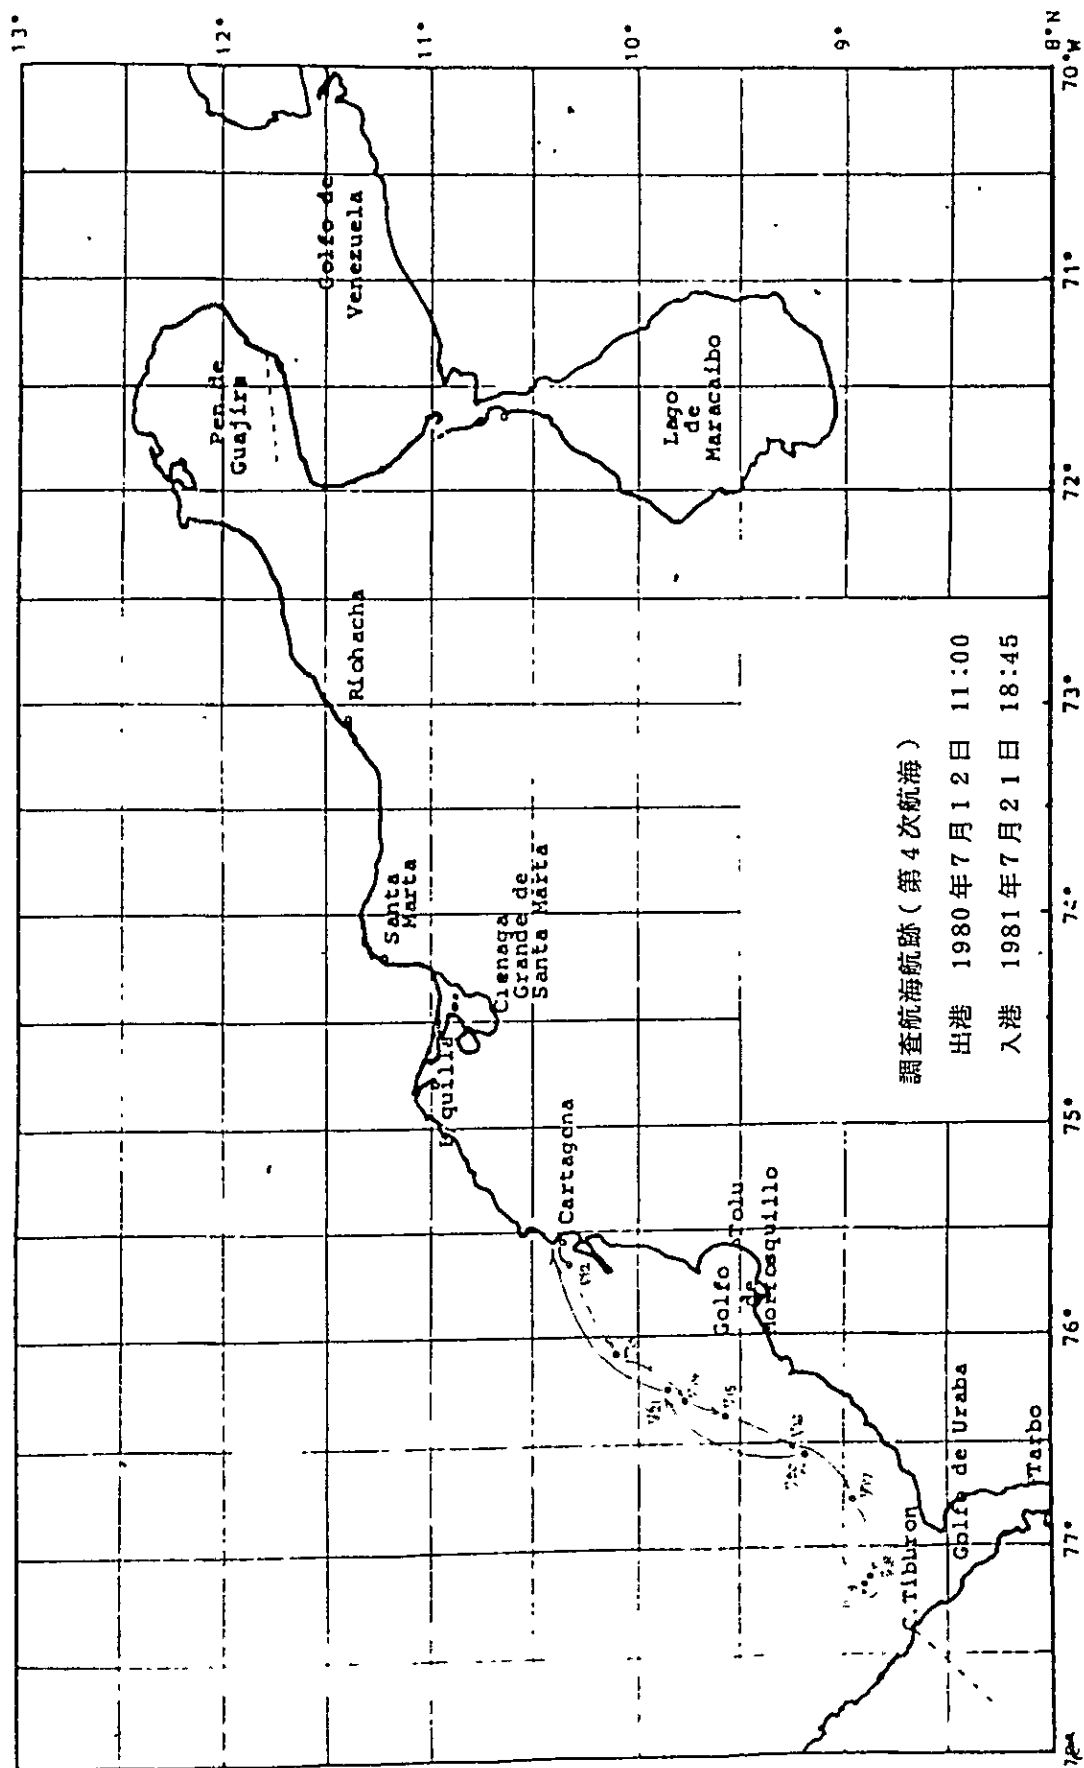 13°
12°
11°
10°
9°
8°N
70°W
71°
72°
73°
74°
75°
76°
77°
Golfo de
Venezuela
Pen de
Guajira
Lago
de
Maracaibo
Riohacha
Santa
Marta
Cienaga
Grande de
Santa Marta
quilla
Cartagena
Tolu
Golfo
de
Morrosquillo
Golfo de Uraba
Tarbo
C.Tiburon
調査航海航跡(第4次航海)
出港 1980年7月12日 11:00
入港 1981年7月21日 18:45